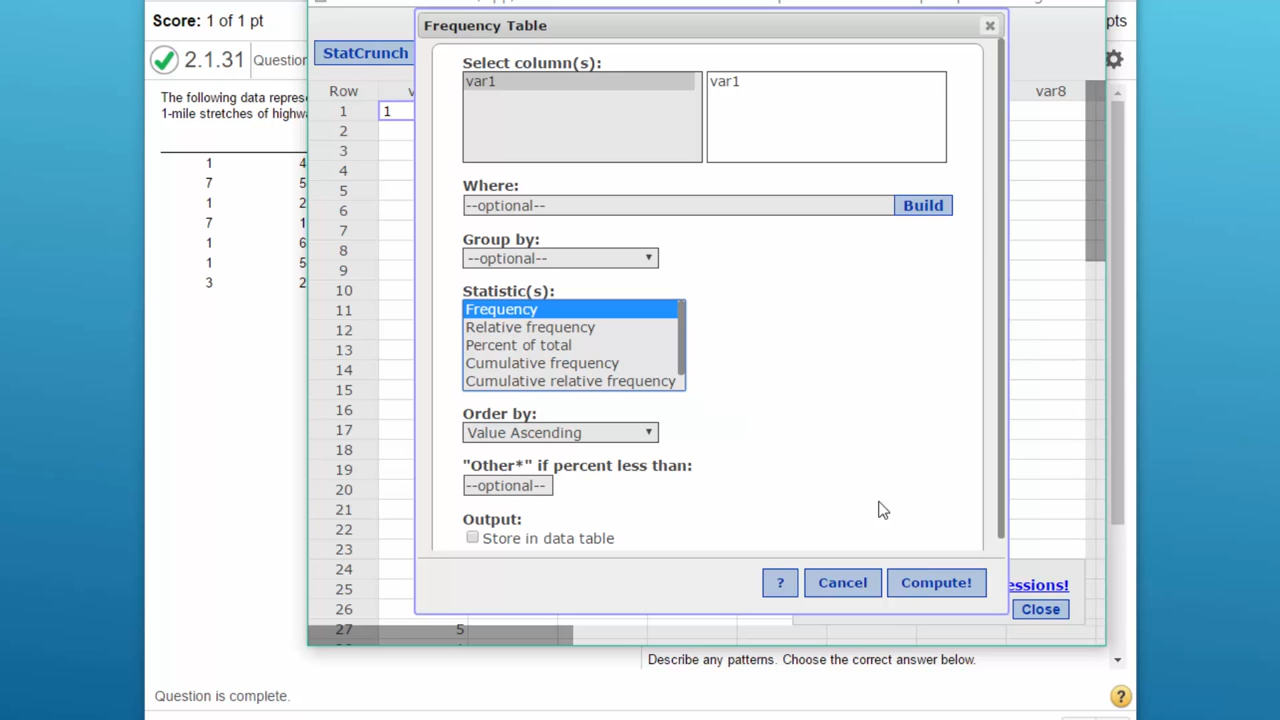 Score: 1 of 1 pt
pts
2.1.31
Question
StatCrunch
The following data repres
1-mile stretches of highwa
1 4
7 5
1 2
7 1
1 6
1 5
3 2
Frequency Table
Select column(s):
var1
var1
Where:
--optional--
Build
Group by:
--optional--
Statistic(s):
Frequency
Relative frequency
Percent of total
Cumulative frequency
Cumulative relative frequency
Order by:
Value Ascending
"Other*" if percent less than:
--optional--
Output:
Store in data table
?
Cancel
Compute!
Row
var8
1 1
2
3
4
5
6
7
8
9
10
11
12
13
14
15
16
17
18
19
20
21
22
23
24
25
26
27 5
essions!
Close
Describe any patterns. Choose the correct answer below.
Question is complete.
?